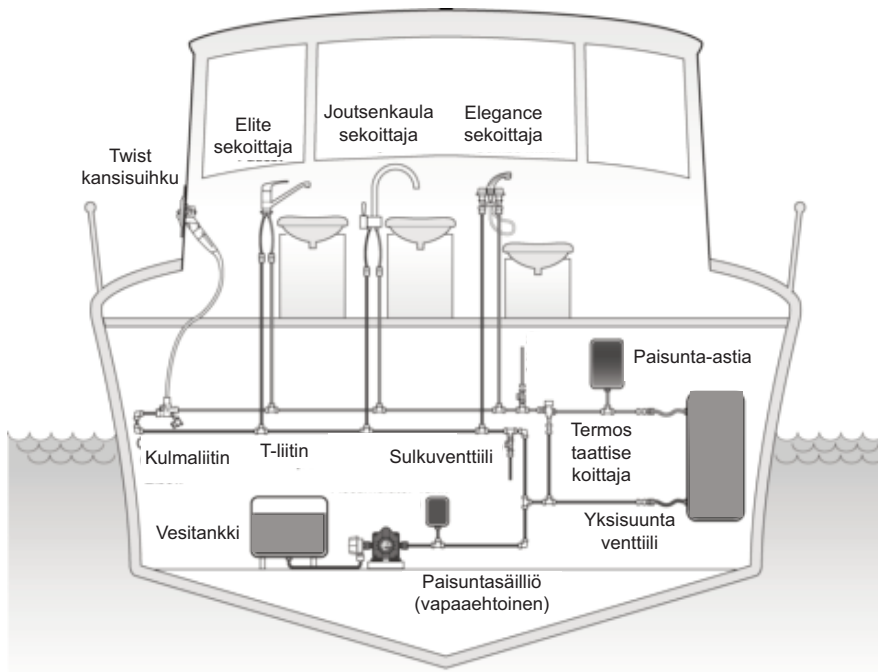 Joutsenkaula
sekoittaja
Elegance
sekoittaja
Elite
sekoittaja
Twist
kansisuihku
Paisunta-astia
Kulmaliitin
T-liitin
Sulkuventtiili
Termos
taattise
koittaja
Vesitankki
Yksisuunta
venttiili
Paisuntasäilliö
(vapaaehtoinen)